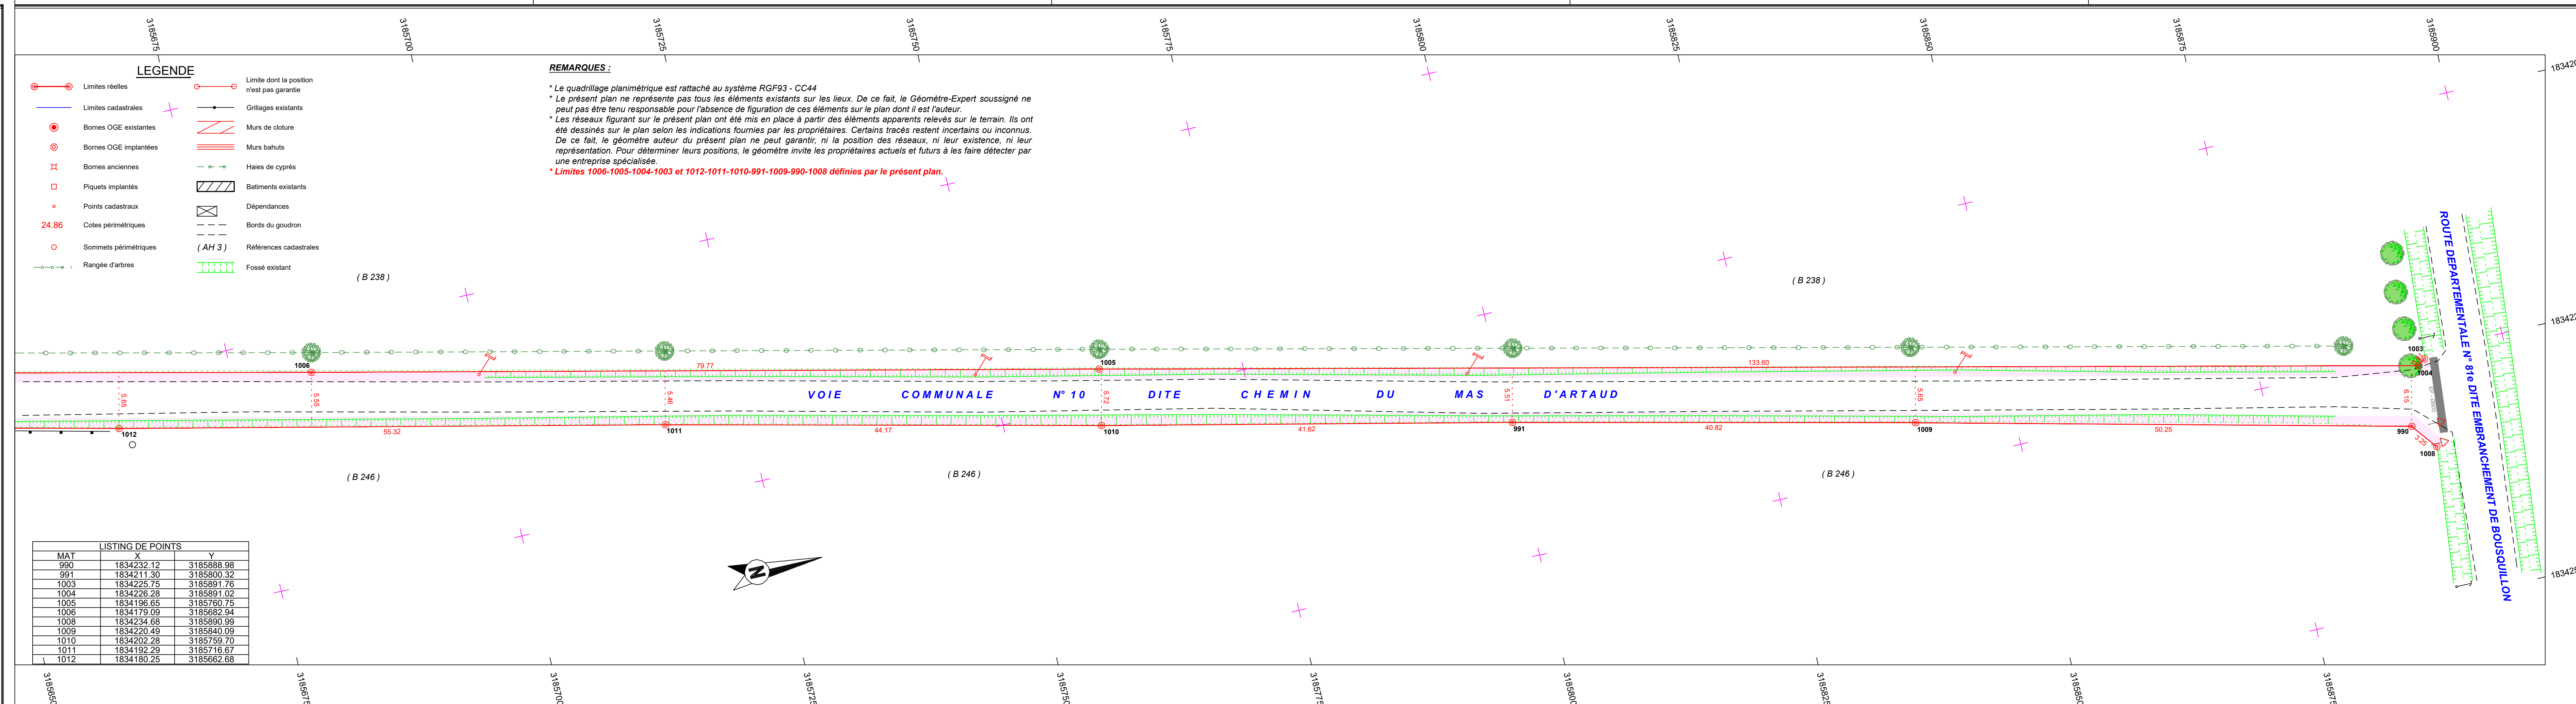 3185675 3185700 3185725 3185750 3185775 3185800 3185825 3185850 3185875 3185900
LEGENDE
Limites réelles
Limites cadastrales
Bornes OGE existantes
Bornes OGE implantées
Bornes anciennes
Piquets implantés
Points cadastraux
24.86 Cotes périmétriques
Sommets périmétriques
Rangée d'arbres
Limite dont la position
n'est pas garantie
Grillages existants
Murs de cloture
Murs bahuts
Haies de cyprès
Batiments existants
Dépendances
Bords du goudron
( AH 3 ) Références cadastrales
Fossé existant
REMARQUES :
* Le quadrillage planimétrique est rattaché au système RGF93 - CC44
* Le présent plan ne représente pas tous les éléments existants sur les lieux. De ce fait, le Géomètre-Expert soussigné ne
peut pas être tenu responsable pour l'absence de figuration de ces éléments sur le plan dont il est l'auteur.
* Les réseaux figurant sur le présent plan ont été mis en place à partir des éléments apparents relevés sur le terrain. Ils ont
été dessinés sur le plan selon les indications fournies par les propriétaires. Certains tracés restent incertains ou inconnus.
De ce fait, le géomètre auteur du présent plan ne peut garantir, ni la position des réseaux, ni leur existence, ni leur
représentation. Pour déterminer leurs positions, le géomètre invite les propriétaires actuels et futurs à les faire détecter par
une entreprise spécialisée.
* Limites 1006-1005-1004-1003 et 1012-1011-1010-991-1009-990-1008 définies par le présent plan.
( B 238 )
( B 238 )
ROUTE DEPARTEMENTALE N° 81e DITE EMBRANCHEMENT DE BOUSQUILLON
1006
79.77
1005
133.60
1003
1004
5.65
5.55
5.46
5.72
5.51
5.65
6.15
VOIE COMMUNALE N° 10 DITE CHEMIN DU MAS D'ARTAUD
1012
55.32
1011
44.17
1010
41.62
991
40.82
1009
50.25
990
3.25
1008
( B 246 )
( B 246 )
( B 246 )
N
LISTING DE POINTS
MAT X Y
990 1834232.12 3185888.98
991 1834211.30 3185800.32
1003 1834225.75 3185891.76
1004 1834226.28 3185891.02
1005 1834196.65 3185760.75
1006 1834179.09 3185682.94
1008 1834234.68 3185890.99
1009 1834220.49 3185840.09
1010 1834202.28 3185759.70
1011 1834192.29 3185716.67
1012 1834180.25 3185662.68